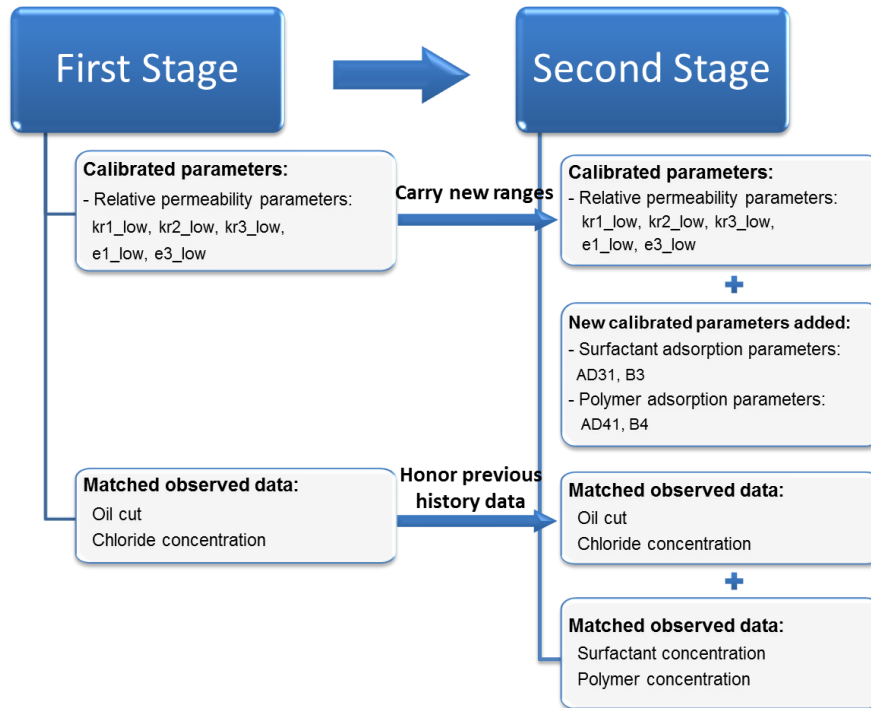 First Stage
Second Stage
Calibrated parameters:
- Relative permeability parameters:
kr1_low, kr2_low, kr3_low,
e1_low, e3_low
Carry new ranges
Calibrated parameters:
- Relative permeability parameters:
kr1_low, kr2_low, kr3_low,
e1_low, e3_low
+
New calibrated parameters added:
- Surfactant adsorption parameters:
AD31, B3
- Polymer adsorption parameters:
AD41, B4
Matched observed data:
Oil cut
Chloride concentration
Honor previous
history data
Matched observed data:
Oil cut
Chloride concentration
+
Matched observed data:
Surfactant concentration
Polymer concentration